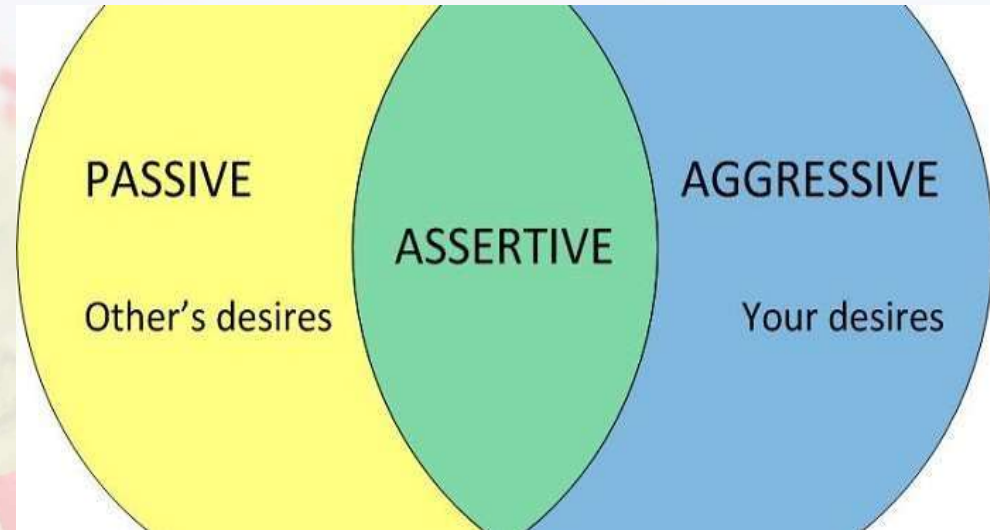 PASSIVE
AGGRESSIVE
ASSERTIVE
Other’s desires
Your desires